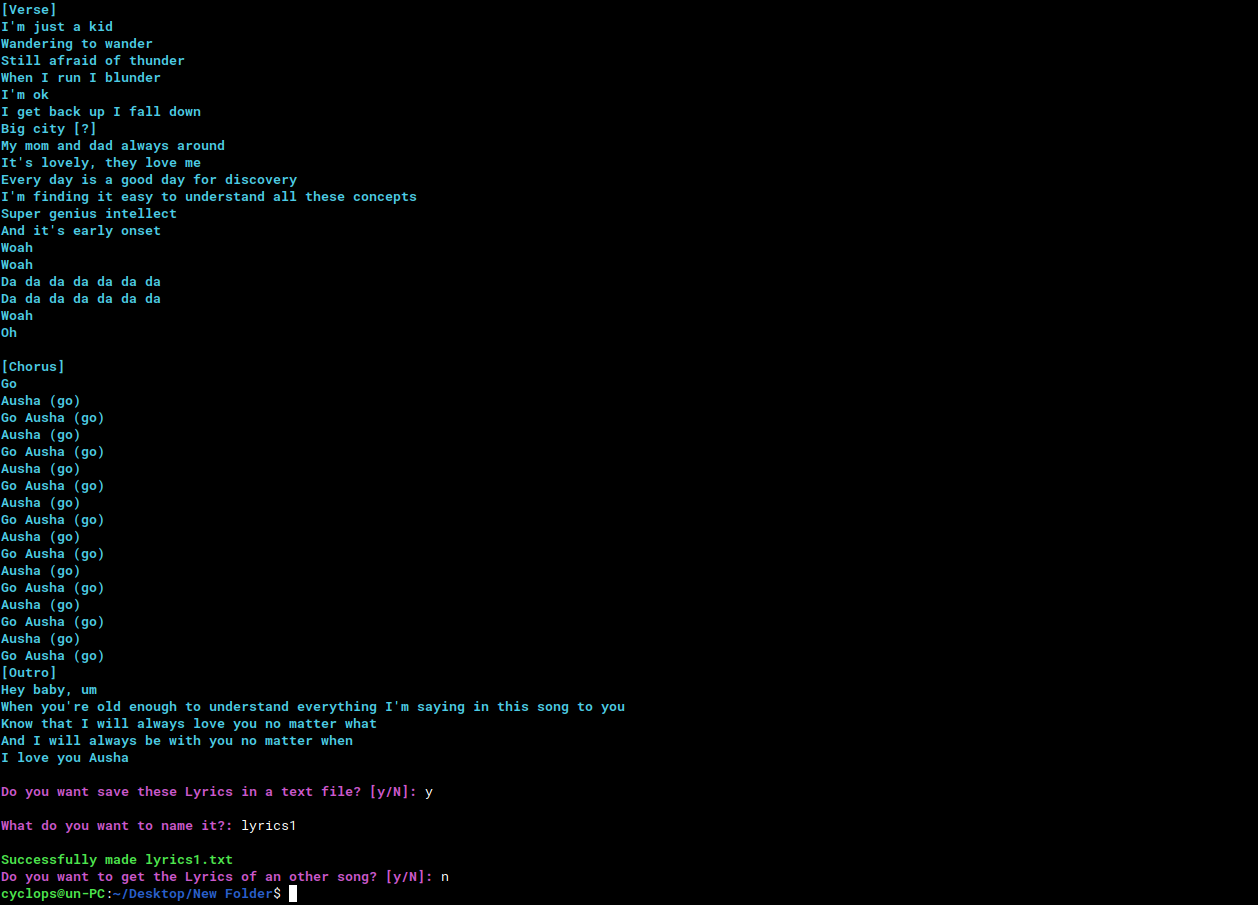 [Verse]
I'm just a kid
Wandering to wander
Still afraid of thunder
When I run I blunder
I'm ok
I get back up I fall down
Big city [?]
My mom and dad always around
It's lovely, they love me
Every day is a good day for discovery
I'm finding it easy to understand all these concepts
Super genius intellect
And it's early onset
Woah
Woah
Da da da da da da da
Da da da da da da da
Woah
Oh
[Chorus]
Go
Ausha (go)
Go Ausha (go)
Ausha (go)
Go Ausha (go)
Ausha (go)
Go Ausha (go)
Ausha (go)
Go Ausha (go)
Ausha (go)
Go Ausha (go)
Ausha (go)
Go Ausha (go)
Ausha (go)
Go Ausha (go)
Ausha (go)
Go Ausha (go)
[Outro]
Hey baby, um
When you're old enough to understand everything I'm saying in this song to you
Know that I will always love you no matter what
And I will always be with you no matter when
I love you Ausha
Do you want save these Lyrics in a text file? [y/N]: y
What do you want to name it?: lyrics1
Successfully made lyrics1.txt
Do you want to get the Lyrics of an other song? [y/N]: n
cyclops@un-PC:~/Desktop/New Folder$